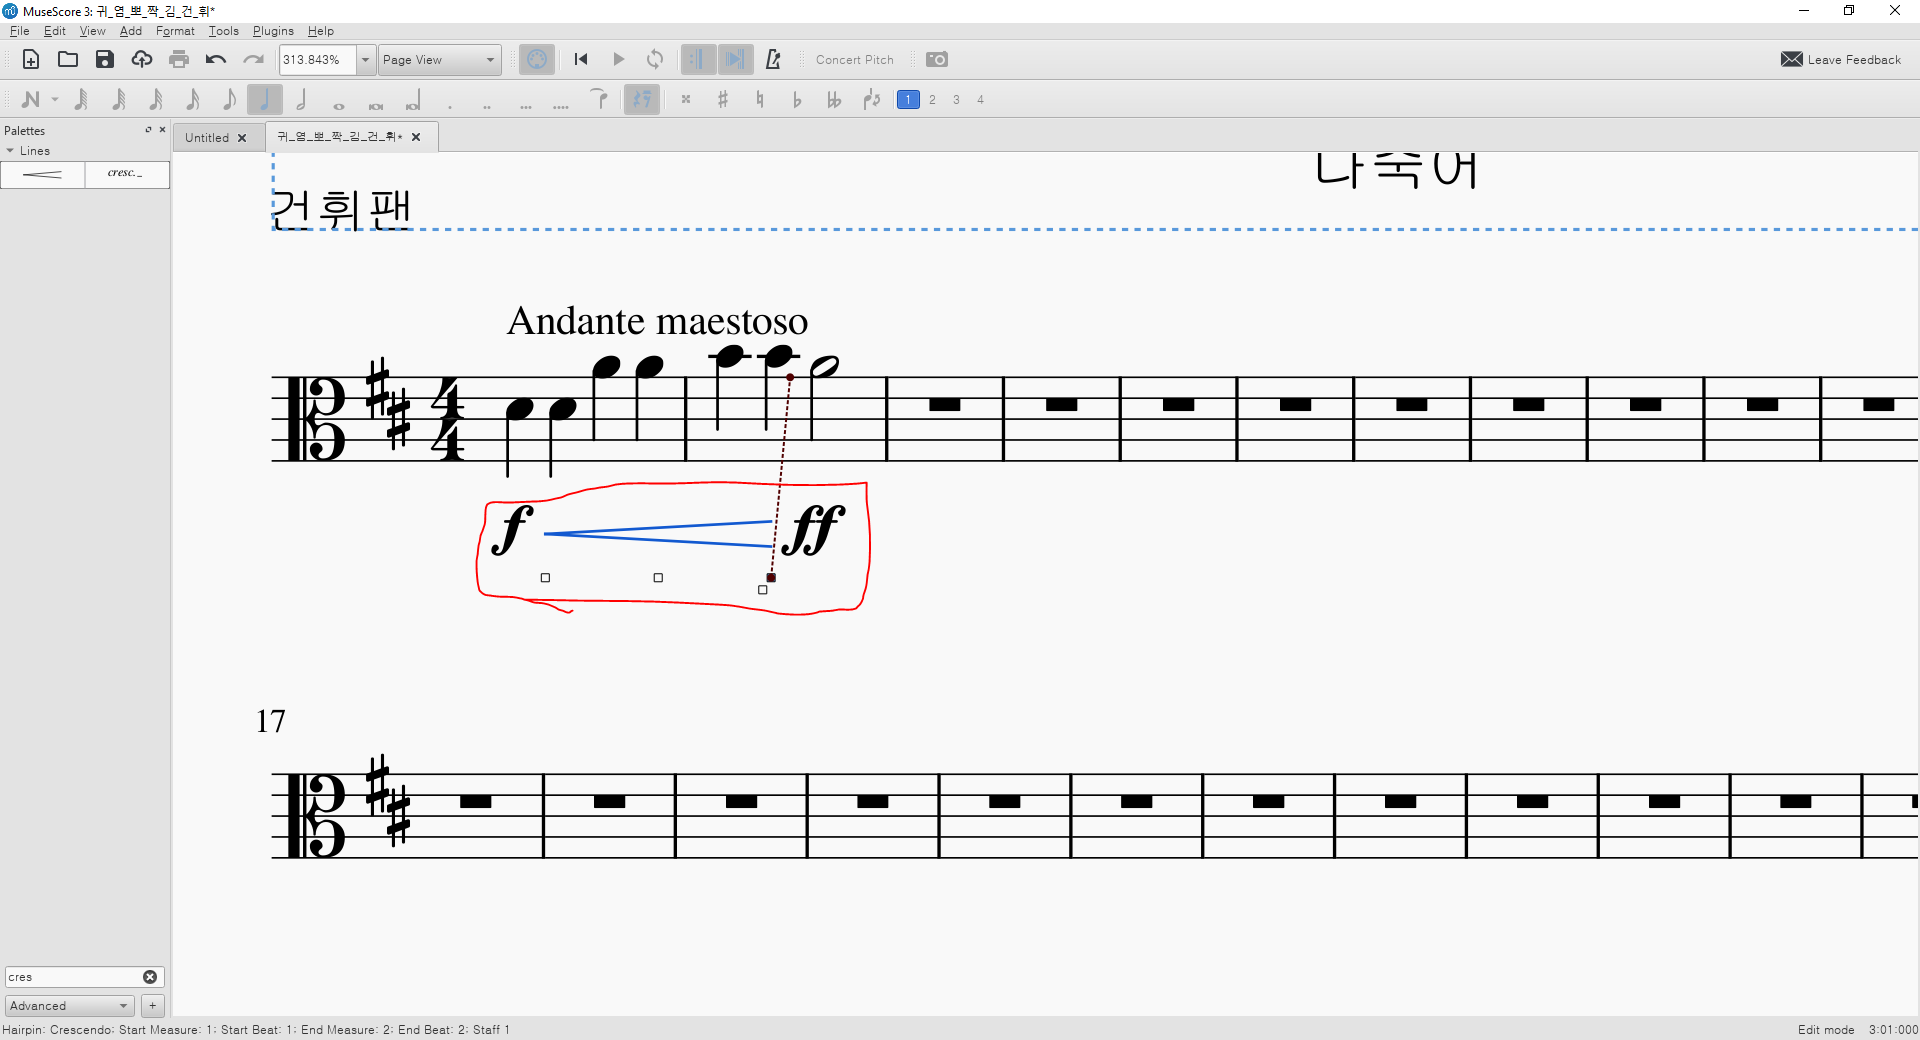 MuseScore 3: 귀_염_뽀_짝_김_건_휘*
File Edit View Add Format Tools Plugins Help
313.843% Page View Concert Pitch Leave Feedback
1 2 3 4
Palettes
Lines
cresc._
Untitled 귀_염_뽀_짝_김_건_휘*
나죽어
건휘팬
Andante maestoso
f ff
17
cres
Advanced
Hairpin: Crescendo; Start Measure: 1; Start Beat: 1; End Measure: 2; End Beat: 2; Staff 1 Edit mode 3:01:000